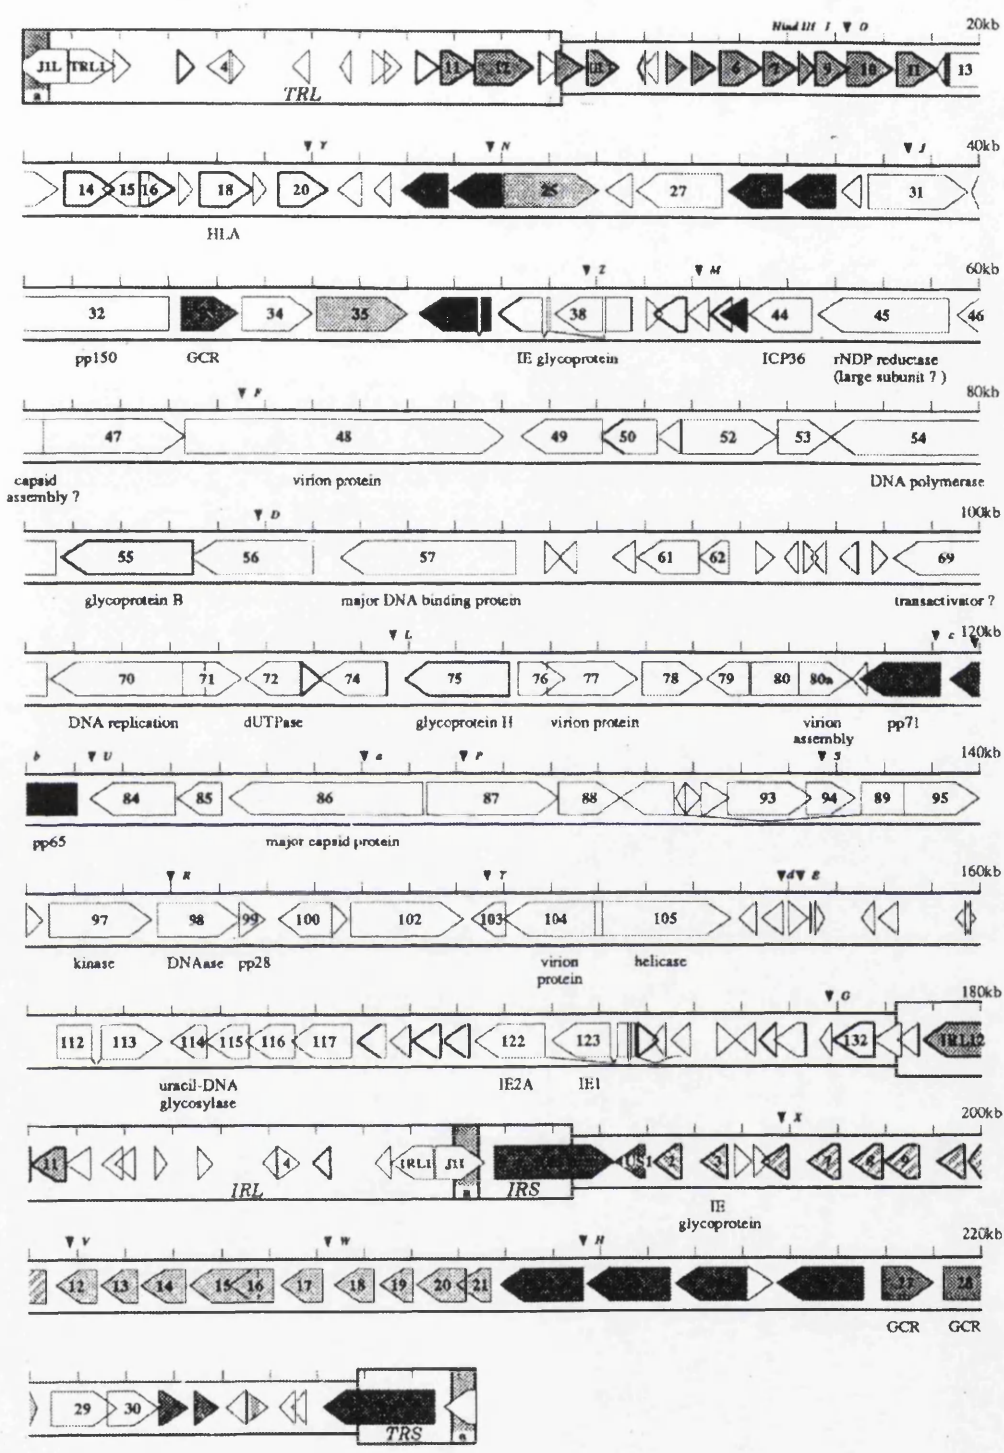 Hind III I ▼ O 20kb
J1L TRL1 4 11 12 6 7 9 10 11 13
a TRL
▼ Y ▼ N 40kb
▼ J
14 15 16 18 20 25 27 31
HLA
60kb
▼ Z ▼ M
32 34 35 38 44 45 46
pp150 GCR IE glycoprotein ICP36 rNDP reductase
(large subunit ? )
▼ F 80kb
47 48 49 50 52 53 54
capsid virion protein DNA polymerase
assembly ?
▼ D 100kb
55 56 57 61 62 69
glycoprotein B major DNA binding protein transactivator ?
▼ L ▼ c 120kb
70 71 72 74 75 76 77 78 79 80 80a
DNA replication dUTPase glycoprotein H virion protein virion pp71
assembly
b ▼ U ▼ a ▼ P ▼ S 140kb
84 85 86 87 88 93 94 89 95
pp65 major capsid protein
▼ R ▼ T ▼ d ▼ E 160kb
97 98 99 100 102 103 104 105
kinase DNAase pp28 virion helicase
protein
▼ G 180kb
112 113 114 115 116 117 122 123 132 IRL12
uracil-DNA IE2A IE1
glycosylase
▼ X 200kb
11 4 IRL1 J1I US1 2 3 7 8 9
IRL a IRS
IE
glycoprotein
▼ V ▼ W ▼ H 220kb
12 13 14 15 16 17 18 19 20 21 27 28
GCR GCR
29 30
TRS a